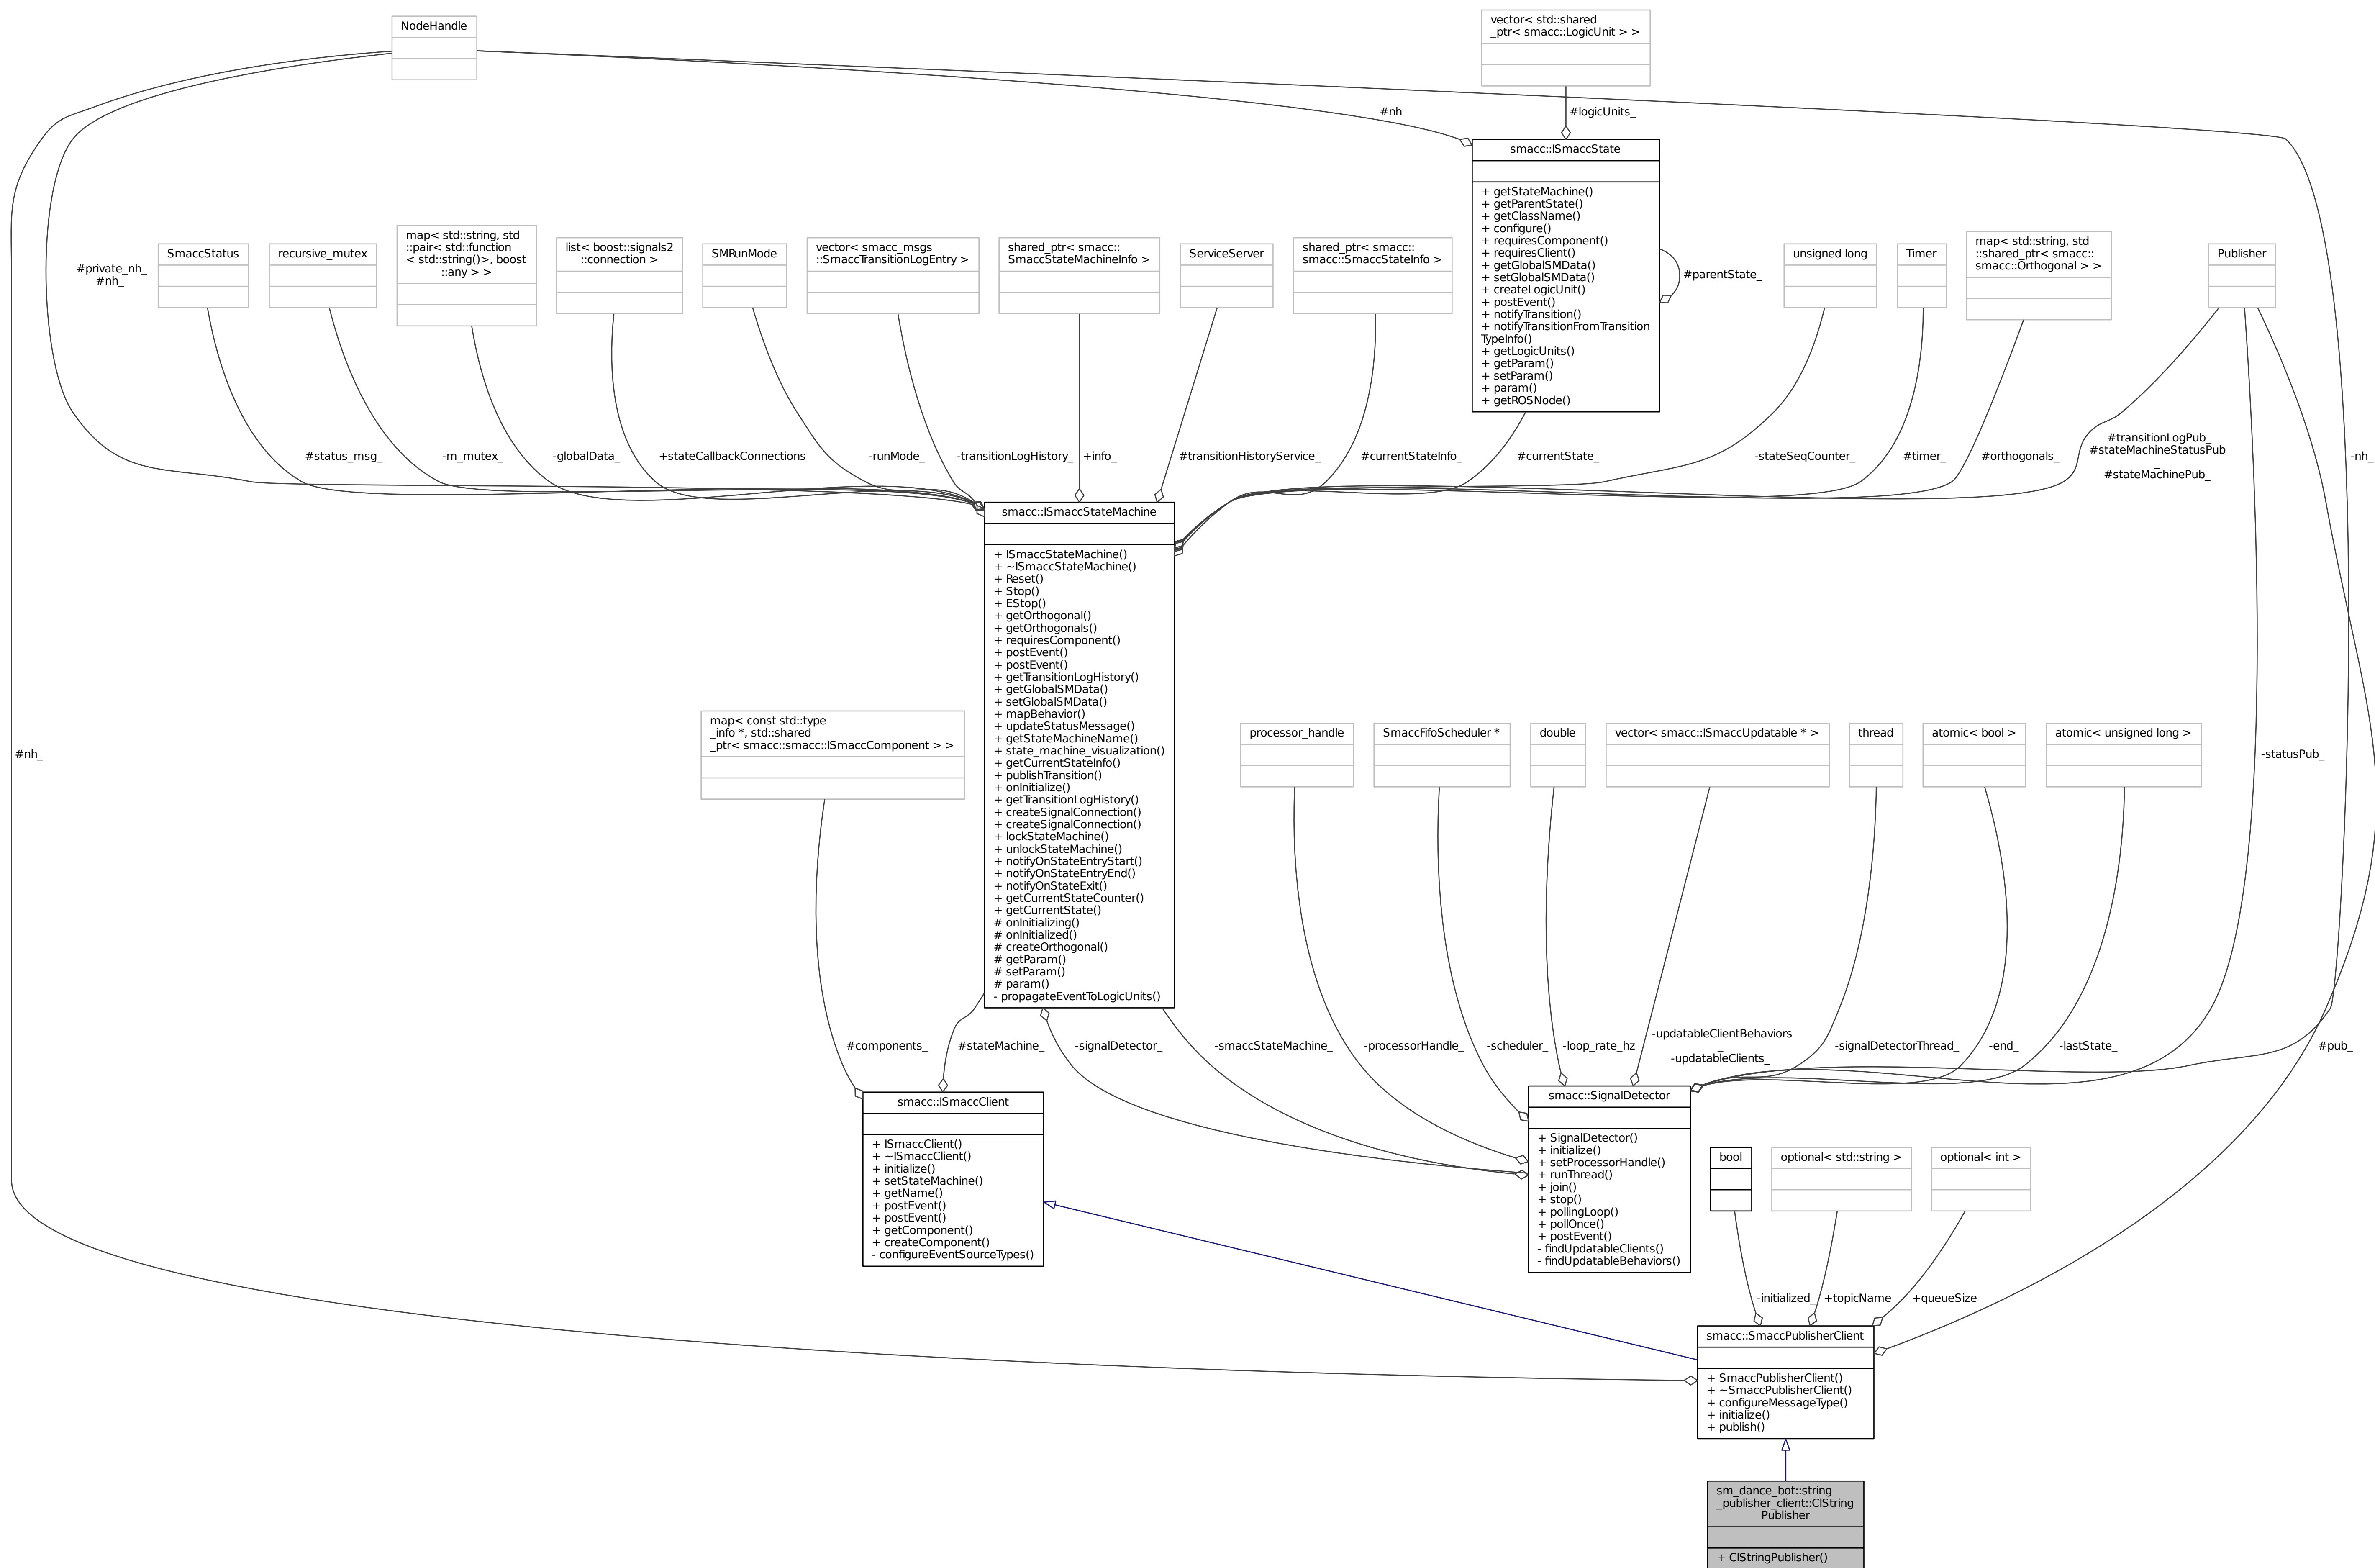 NodeHandle
vector< std::shared
_ptr< smacc::LogicUnit > >
#nh
#logicUnits_
smacc::ISmaccState
+ getStateMachine()
+ getParentState()
+ getClassName()
+ configure()
+ requiresComponent()
+ requiresClient()
+ getGlobalSMData()
+ setGlobalSMData()
+ createLogicUnit()
+ postEvent()
+ notifyTransition()
+ notifyTransitionFromTransition
TypeInfo()
+ getLogicUnits()
+ getParam()
+ setParam()
+ param()
+ getROSNode()
#parentState_
#private_nh_
#nh_
SmaccStatus
recursive_mutex
map< std::string, std
::pair< std::function
< std::string()>, boost
::any > >
list< boost::signals2
::connection >
SMRunMode
vector< smacc_msgs
::SmaccTransitionLogEntry >
shared_ptr< smacc::
SmaccStateMachineInfo >
ServiceServer
shared_ptr< smacc::
smacc::SmaccStateInfo >
unsigned long
Timer
map< std::string, std
::shared_ptr< smacc::
smacc::Orthogonal > >
Publisher
#status_msg_
-m_mutex_
-globalData_
+stateCallbackConnections
-runMode_
-transitionLogHistory_
+info_
#transitionHistoryService_
#currentStateInfo_
#currentState_
-stateSeqCounter_
#timer_
#orthogonals_
#transitionLogPub_
#stateMachineStatusPub
_
#stateMachinePub_
-nh_
smacc::ISmaccStateMachine
+ ISmaccStateMachine()
+ ~ISmaccStateMachine()
+ Reset()
+ Stop()
+ EStop()
+ getOrthogonal()
+ getOrthogonals()
+ requiresComponent()
+ postEvent()
+ postEvent()
+ getTransitionLogHistory()
+ getGlobalSMData()
+ setGlobalSMData()
+ mapBehavior()
+ updateStatusMessage()
+ getStateMachineName()
+ state_machine_visualization()
+ getCurrentStateInfo()
+ publishTransition()
+ onInitialize()
+ getTransitionLogHistory()
+ createSignalConnection()
+ createSignalConnection()
+ lockStateMachine()
+ unlockStateMachine()
+ notifyOnStateEntryStart()
+ notifyOnStateEntryEnd()
+ notifyOnStateExit()
+ getCurrentStateCounter()
+ getCurrentState()
# onInitializing()
# onInitialized()
# createOrthogonal()
# getParam()
# setParam()
# param()
- propagateEventToLogicUnits()
#nh_
map< const std::type
_info *, std::shared
_ptr< smacc::smacc::ISmaccComponent > >
processor_handle
SmaccFifoScheduler *
double
vector< smacc::ISmaccUpdatable * >
thread
atomic< bool >
atomic< unsigned long >
-statusPub_
#components_
#stateMachine_
-signalDetector_
-smaccStateMachine_
-processorHandle_
-scheduler_
-loop_rate_hz
-updatableClientBehaviors
_
-updatableClients_
-signalDetectorThread_
-end_
-lastState_
#pub_
smacc::ISmaccClient
+ ISmaccClient()
+ ~ISmaccClient()
+ initialize()
+ setStateMachine()
+ getName()
+ postEvent()
+ postEvent()
+ getComponent()
+ createComponent()
- configureEventSourceTypes()
smacc::SignalDetector
+ SignalDetector()
+ initialize()
+ setProcessorHandle()
+ runThread()
+ join()
+ stop()
+ pollingLoop()
+ pollOnce()
+ postEvent()
- findUpdatableClients()
- findUpdatableBehaviors()
bool
optional< std::string >
optional< int >
-initialized_
+topicName
+queueSize
smacc::SmaccPublisherClient
+ SmaccPublisherClient()
+ ~SmaccPublisherClient()
+ configureMessageType()
+ initialize()
+ publish()
sm_dance_bot::string
_publisher_client::ClString
Publisher
+ ClStringPublisher()